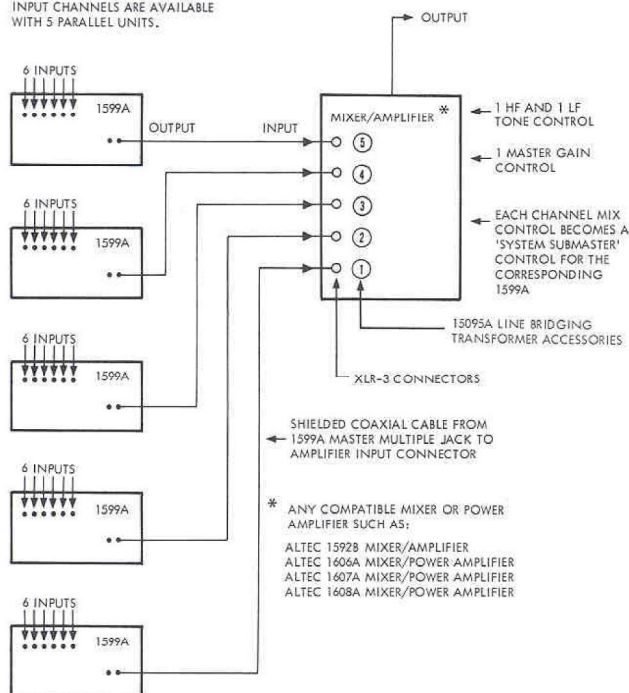 INPUT CHANNELS ARE AVAILABLE
WITH 5 PARALLEL UNITS.
OUTPUT
6 INPUTS
1599A
OUTPUT
INPUT
MIXER/AMPLIFIER *
5
4
3
2
1
1 HF AND 1 LF
TONE CONTROL
1 MASTER GAIN
CONTROL
EACH CHANNEL MIX
CONTROL BECOMES A
'SYSTEM SUBMASTER'
CONTROL FOR THE
CORRESPONDING
1599A
15095A LINE BRIDGING
TRANSFORMER ACCESSORIES
XLR-3 CONNECTORS
6 INPUTS
1599A
6 INPUTS
1599A
SHIELDED COAXIAL CABLE FROM
1599A MASTER MULTIPLE JACK TO
AMPLIFIER INPUT CONNECTOR
6 INPUTS
1599A
* ANY COMPATIBLE MIXER OR POWER
AMPLIFIER SUCH AS:
ALTEC 1592B MIXER/AMPLIFIER
ALTEC 1606A MIXER/POWER AMPLIFIER
ALTEC 1607A MIXER/POWER AMPLIFIER
ALTEC 1608A MIXER/POWER AMPLIFIER
6 INPUTS
1599A